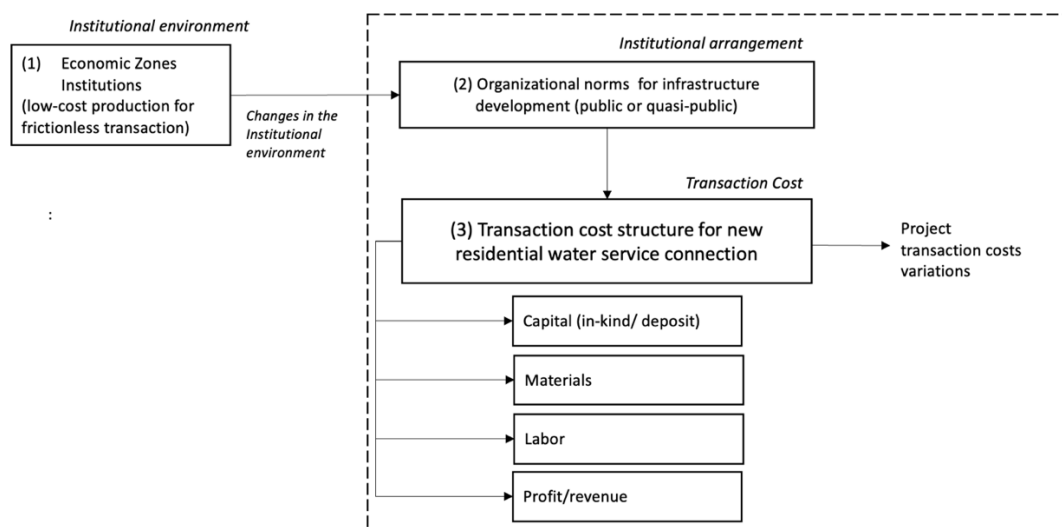 Institutional environment
(1) Economic Zones
Institutions
(low-cost production for
frictionless transaction)
Changes in the
Institutional
environment
:
Institutional arrangement
(2) Organizational norms for infrastructure
development (public or quasi-public)
Transaction Cost
(3) Transaction cost structure for new
residential water service connection
Project
transaction costs
variations
Capital (in-kind/ deposit)
Materials
Labor
Profit/revenue